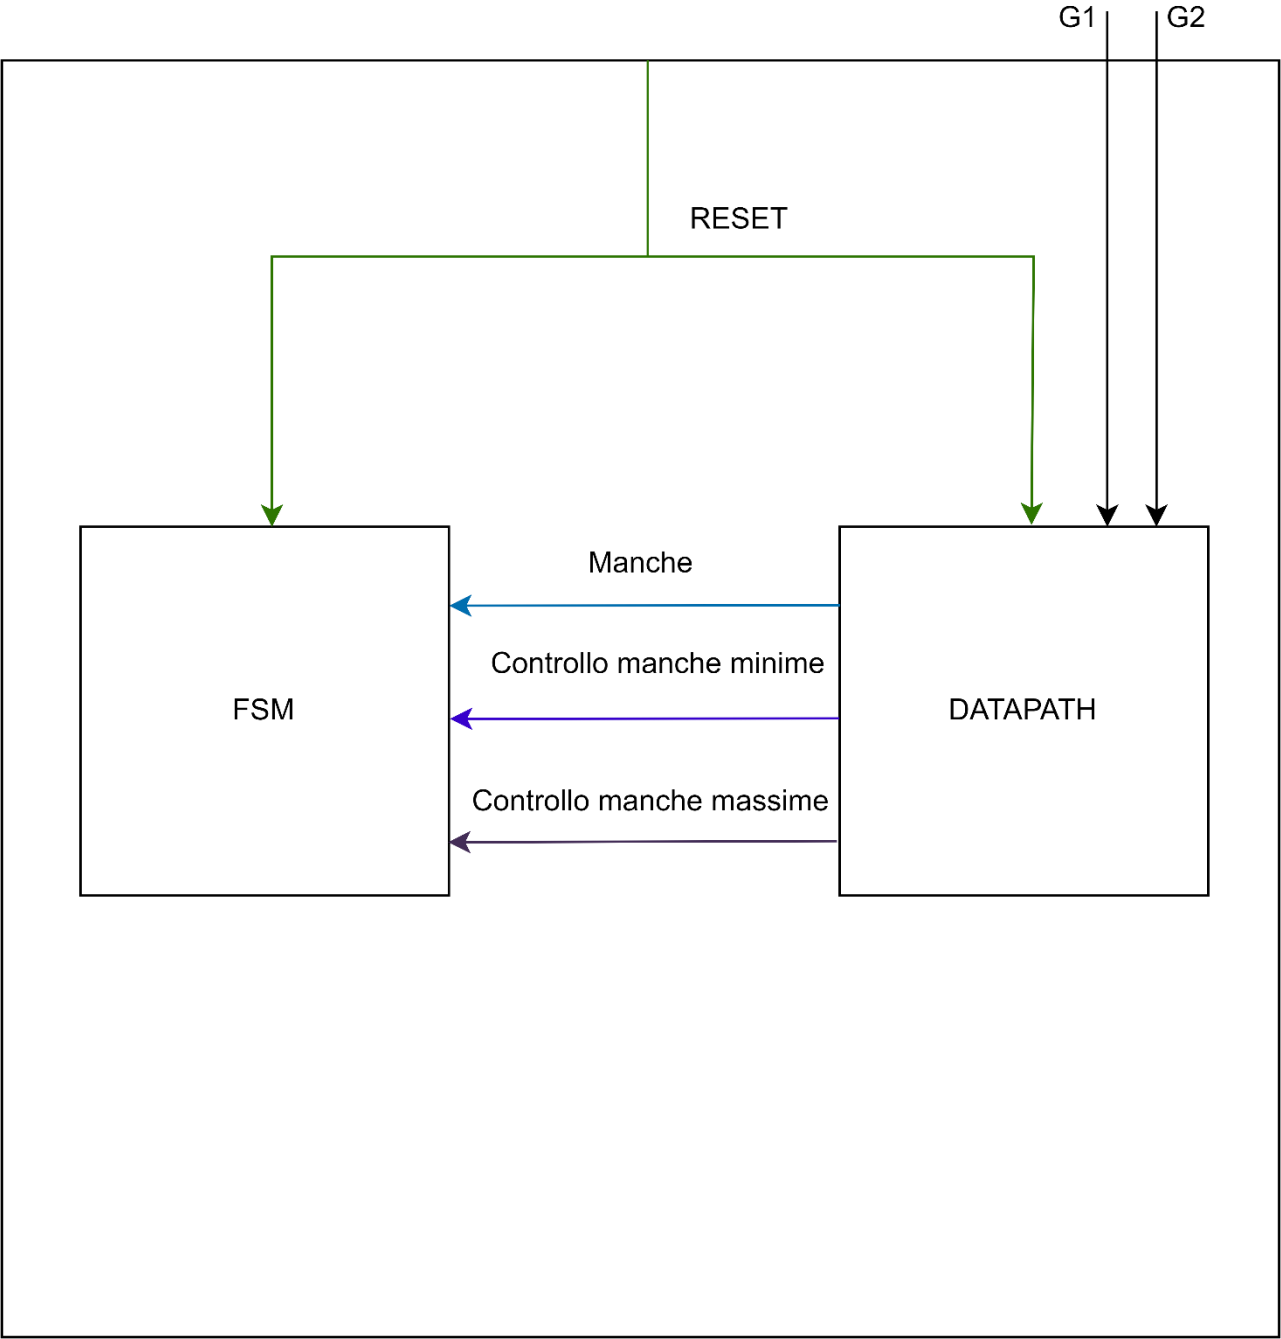 G1
G2
RESET
Manche
Controllo manche minime
FSM
DATAPATH
Controllo manche massime